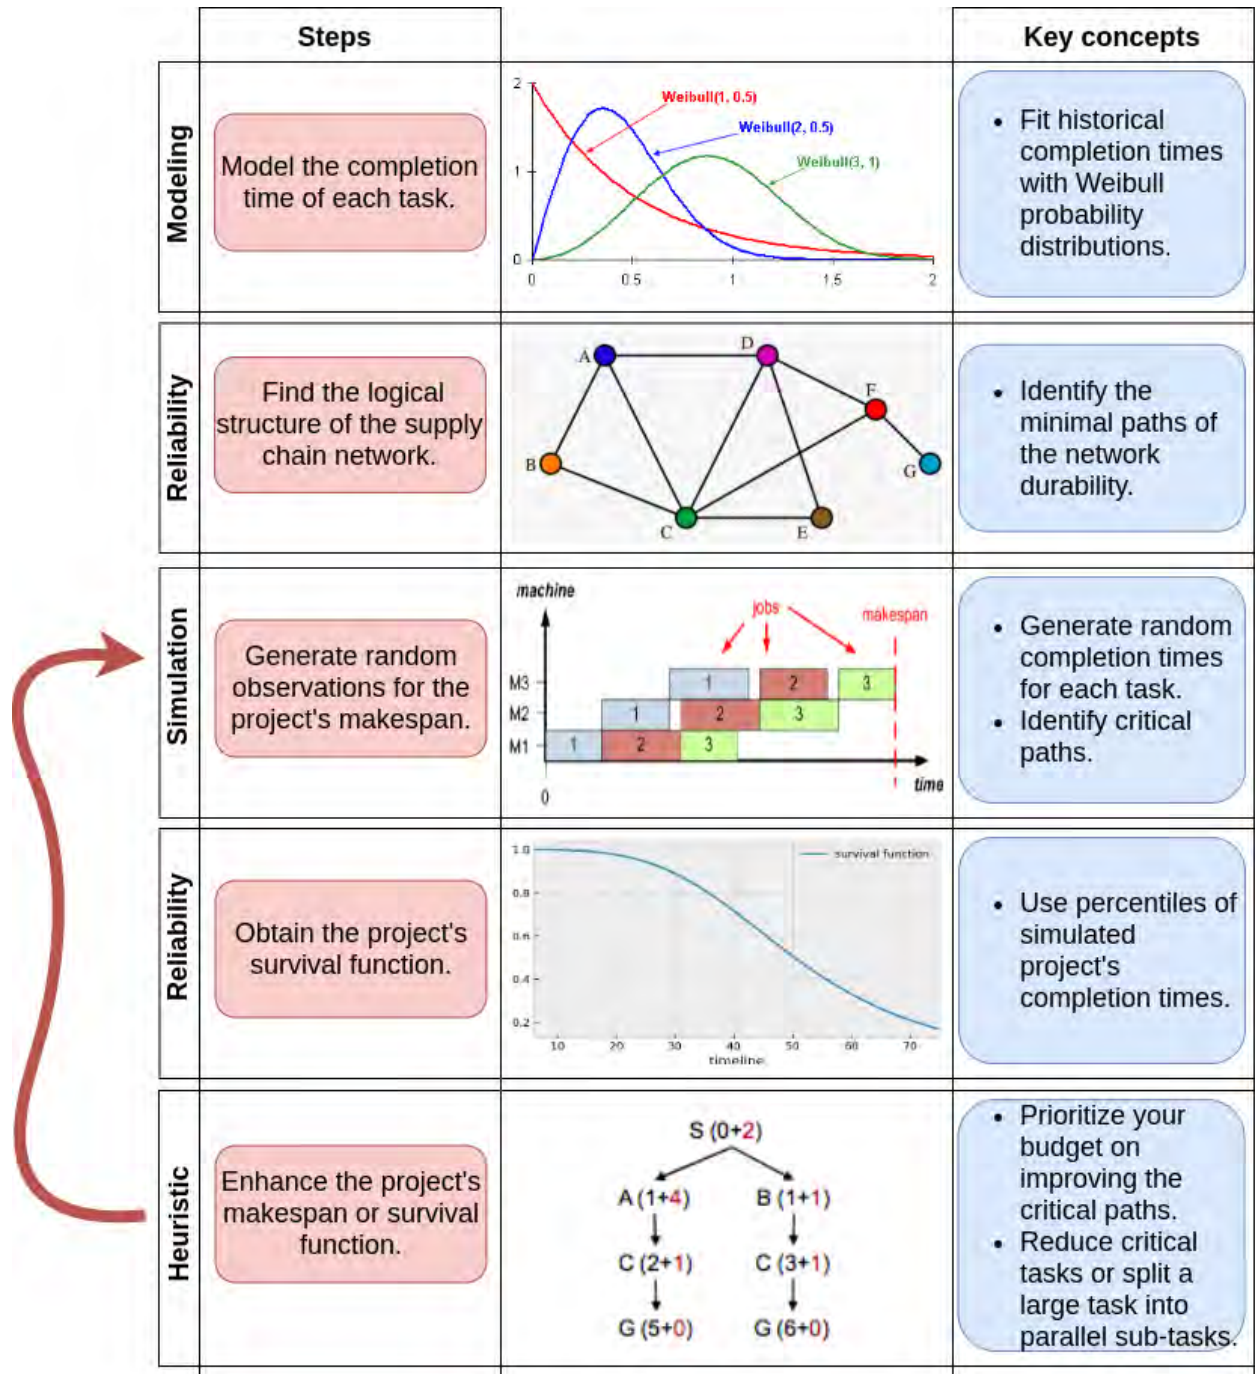 Steps
Key concepts
Modeling
Model the completion
time of each task.
2
1
0
0
0.5
1
1.5
2
Weibull(1, 0.5)
Weibull(2, 0.5)
Weibull(3, 1)
• Fit historical
completion times
with Weibull
probability
distributions.
Reliability
Find the logical
structure of the supply
chain network.
A
D
F
B
G
C
E
• Identify the
minimal paths of
the network
durability.
Simulation
Generate random
observations for the
project's makespan.
machine
jobs
makespan
M3
1
2
3
M2
1
2
3
M1
1
2
3
time
0
• Generate random
completion times
for each task.
• Identify critical
paths.
Reliability
Obtain the project's
survival function.
1.0
0.8
0.6
0.4
0.2
survival function
10
20
30
40
50
60
70
timeline
• Use percentiles of
simulated
project's
completion times.
Heuristic
Enhance the project's
makespan or survival
function.
S (0+2)
A (1+4)
B (1+1)
C (2+1)
C (3+1)
G (5+0)
G (6+0)
• Prioritize your
budget on
improving the
critical paths.
• Reduce critical
tasks or split a
large task into
parallel sub-tasks.